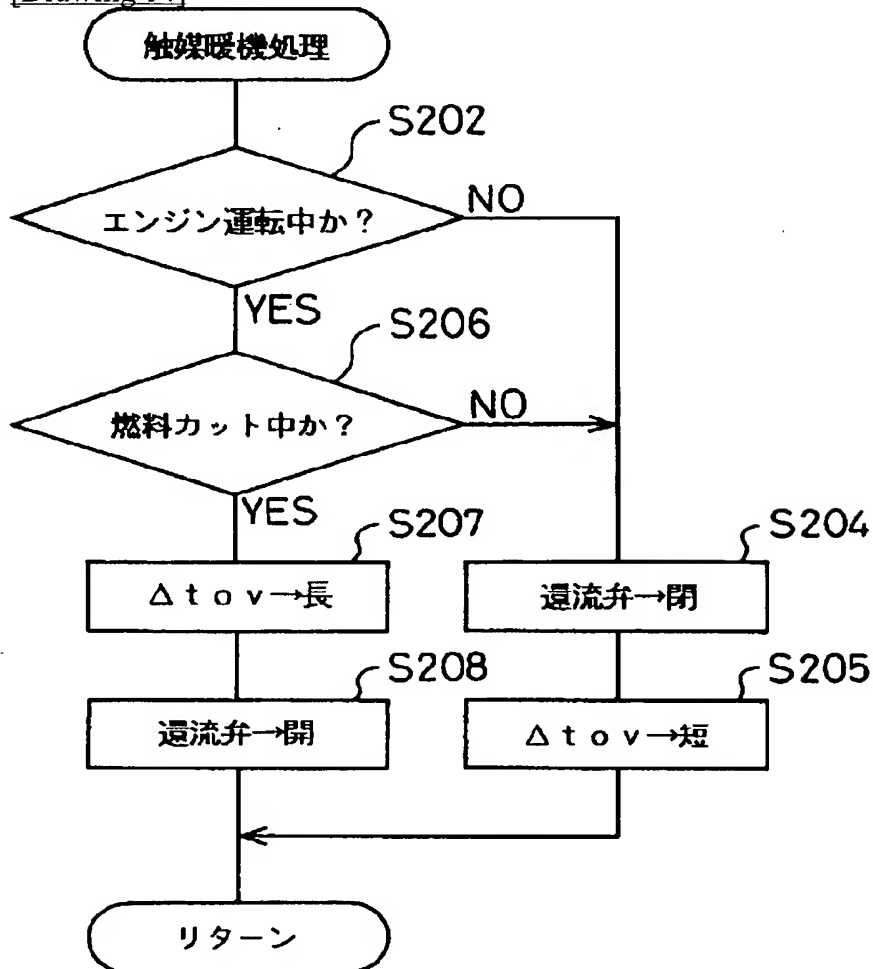 触媒暖機処理
S202
エンジン運転中か？
NO
YES
S206
燃料カット中か？
NO
YES
S207
Δｔｏｖ→長
S204
還流弁→閉
S208
還流弁→開
S205
Δｔｏｖ→短
リターン